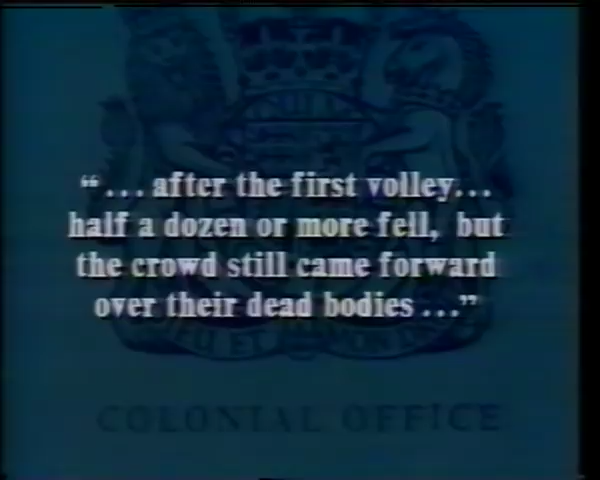 “... after the first volley...
half a dozen or more fell, but
the crowd still came forward
over their dead bodies ...”
COLONIAL OFFICE